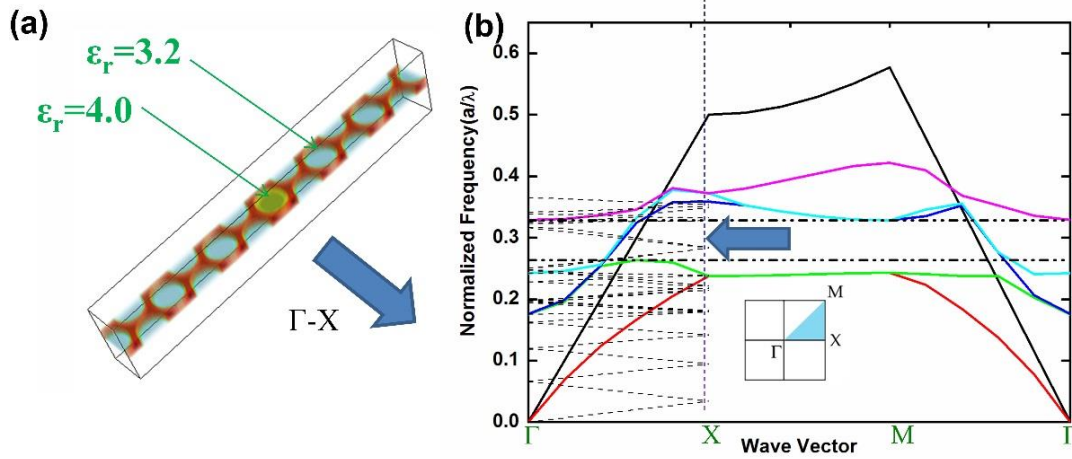 (a)
εr=3.2
εr=4.0
Γ-X
(b)
Normalized Frequency(a/λ)
0.6
0.5
0.4
0.3
0.2
0.1
0.0
M
Γ
X
Γ
X
M
Γ
Wave Vector